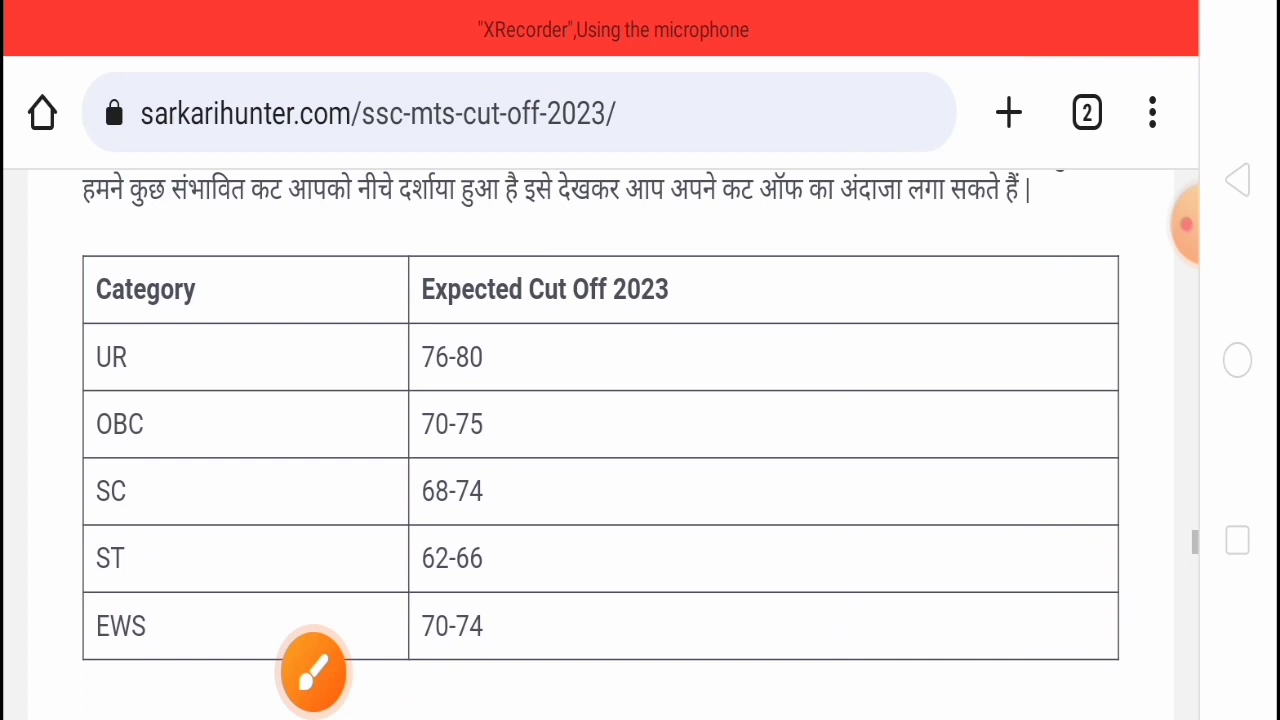 "XRecorder",Using the microphone
sarkarihunter.com/ssc-mts-cut-off-2023/
2
हमने कुछ संभावित कट आपको नीचे दर्शाया हुआ है इसे देखकर आप अपने कट ऑफ का अंदाजा लगा सकते हैं |
Category Expected Cut Off 2023
UR 76-80
OBC 70-75
SC 68-74
ST 62-66
EWS 70-74